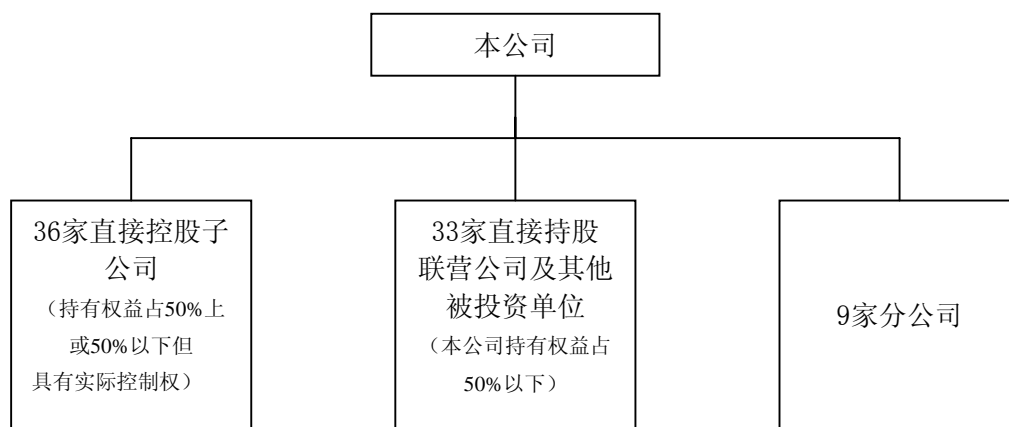 本公司
36家直接控股子
公司
（持有权益占50%上
或50%以下但
具有实际控制权）
33家直接持股
联营公司及其他
被投资单位
（本公司持有权益占
50%以下）
9家分公司